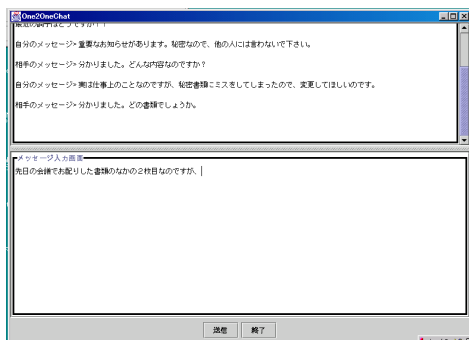 One2OneChat
自分のメッセージ> 重要なお知らせがあります。秘密なので、他の人には言わないで下さい。
相手のメッセージ> 分かりました。どんな内容なのですか?
自分のメッセージ> 実は仕事上のことなのですが、秘密書類にミスをしてしまったので、変更してほしいのです。
相手のメッセージ> 分かりました。どの書類でしょうか。
メッセージ入力画面
先日の会議でお配りした書類のなかの2枚目なのですが、
送信 終了